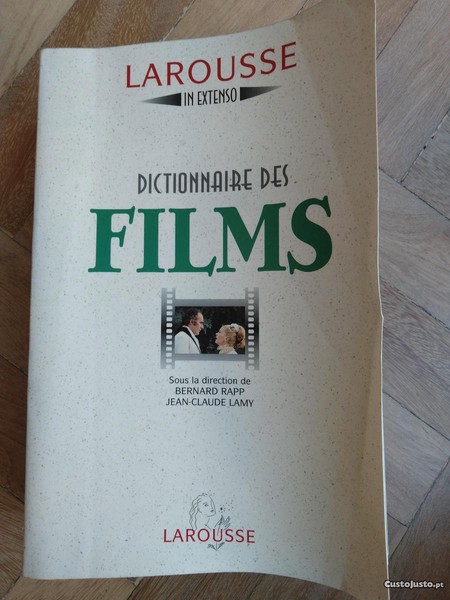 LAROUSSE
IN EXTENSO
DICTIONNAIRE DES
FILMS
Sous la direction de
BERNARD RAPP
JEAN-CLAUDE LAMY
LAROUSSE
CustoJusto.pt